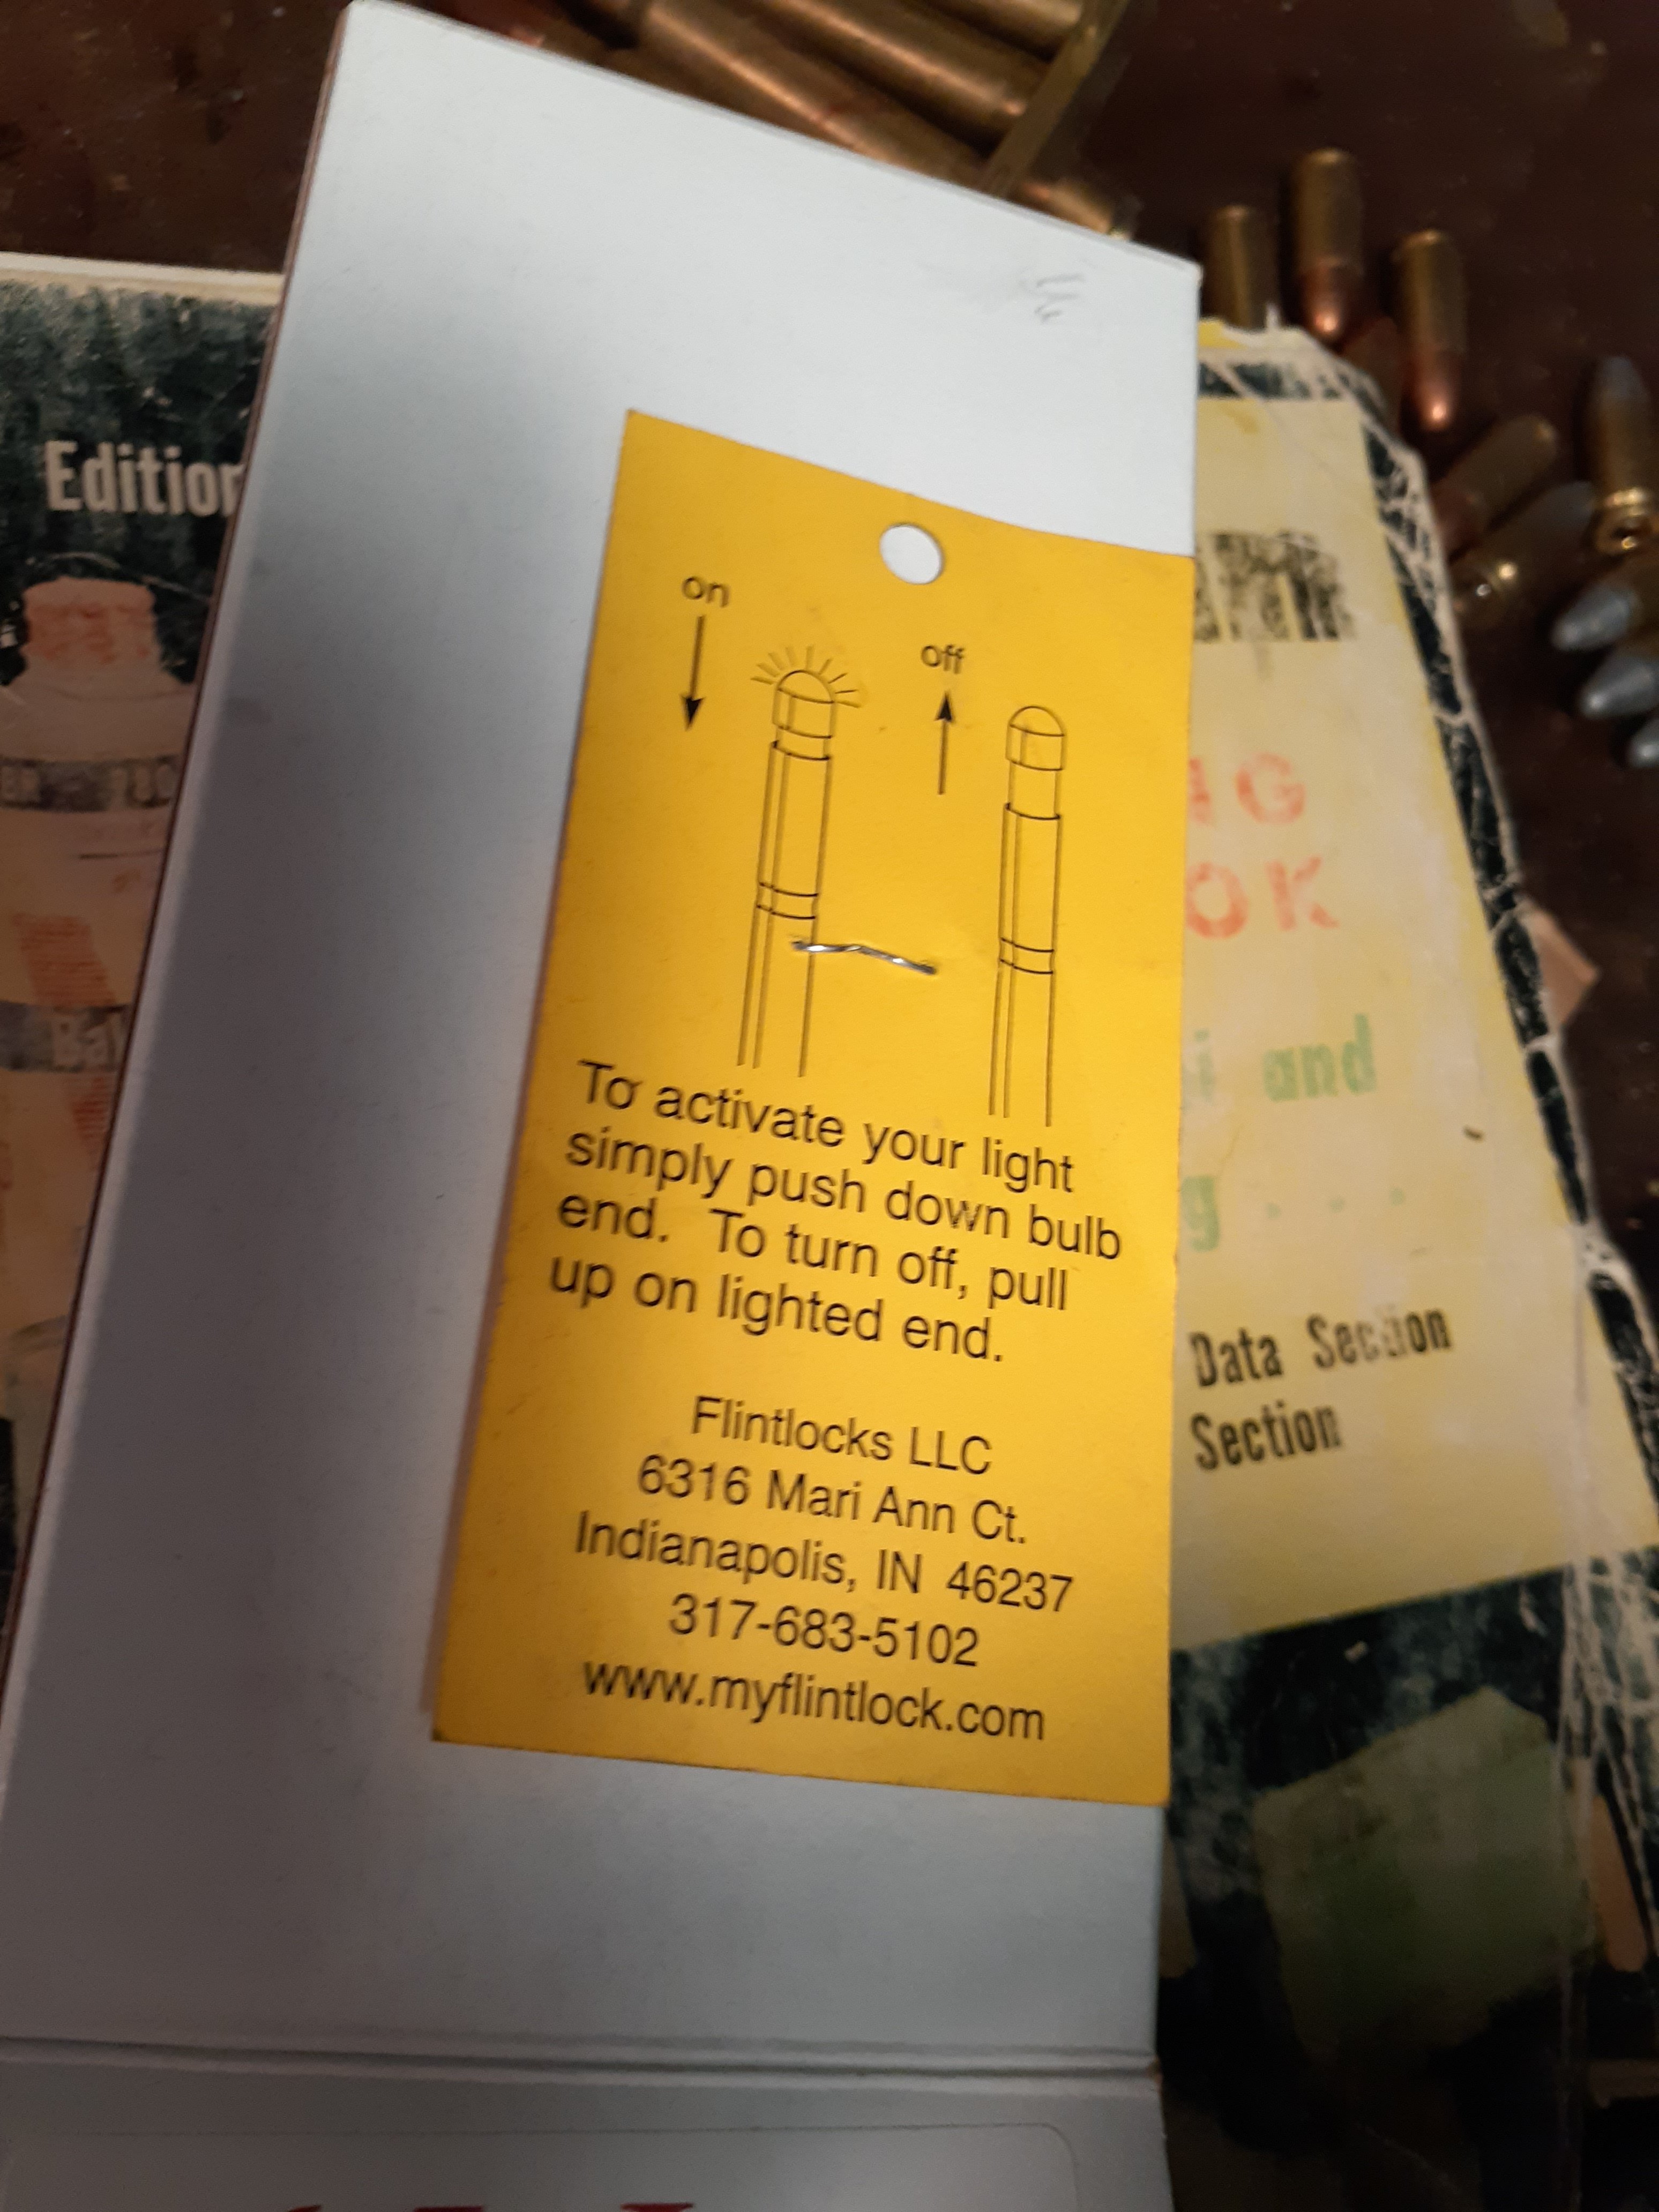 on
off
To activate your light
simply push down bulb
end. To turn off, pull
up on lighted end.
Flintlocks LLC
6316 Mari Ann Ct.
Indianapolis, IN 46237
317-683-5102
www.myflintlock.com
Edition
NG
OK
and
g . . .
Data Section
Section